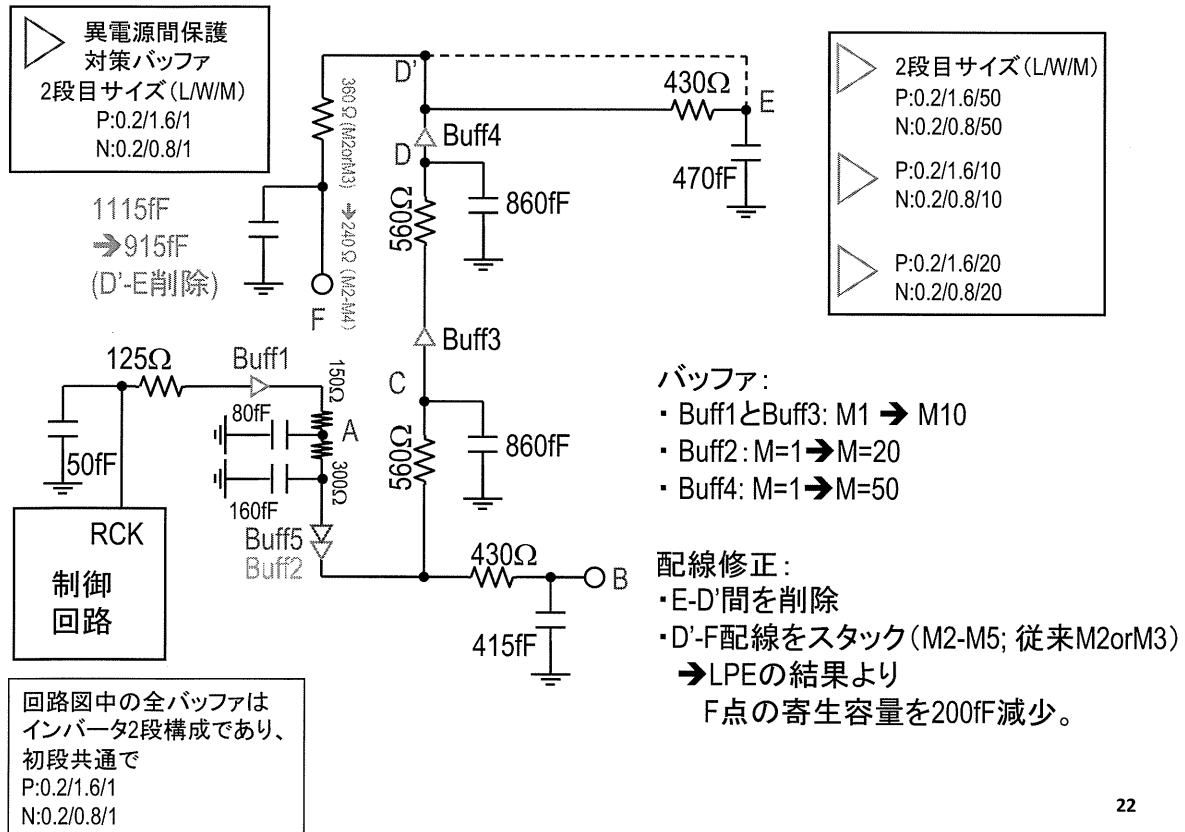 異電源間保護
対策バッファ
2段目サイズ(L/W/M)
P:0.2/1.6/1
N:0.2/0.8/1
1115fF
➔915fF
(D'-E削除)
360Ω (M2orM3) ➔240Ω (M2-M4)
F
D'
430Ω
E
Buff4
D
470fF
860fF
560Ω
Buff3
2段目サイズ(L/W/M)
P:0.2/1.6/50
N:0.2/0.8/50
P:0.2/1.6/10
N:0.2/0.8/10
P:0.2/1.6/20
N:0.2/0.8/20
125Ω
Buff1
150Ω
C
80fF
A
50fF
300Ω
160fF
860fF
560Ω
RCK
制御
回路
Buff5
Buff2
430Ω
B
415fF
バッファ:
・Buff1とBuff3: M1 ➔ M10
・Buff2: M=1➔M=20
・Buff4: M=1➔M=50
配線修正:
・E-D'間を削除
・D'-F配線をスタック(M2-M5; 従来M2orM3)
➔LPEの結果より
F点の寄生容量を200fF減少。
回路図中の全バッファは
インバータ2段構成であり、
初段共通で
P:0.2/1.6/1
N:0.2/0.8/1
22